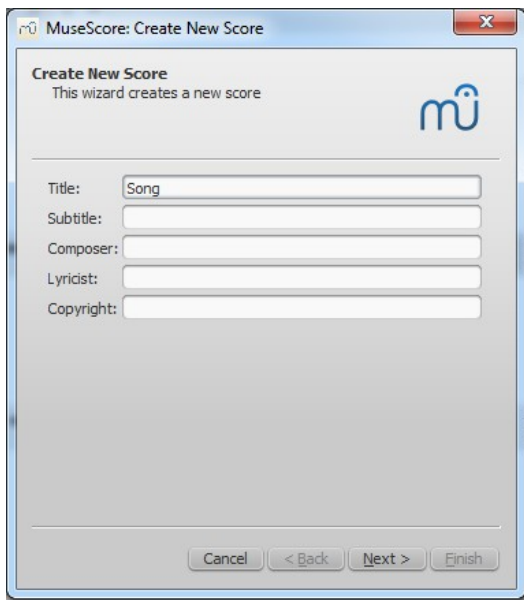 MuseScore: Create New Score
Create New Score
This wizard creates a new score
Title: Song
Subtitle:
Composer:
Lyricist:
Copyright:
Cancel < Back Next > Finish